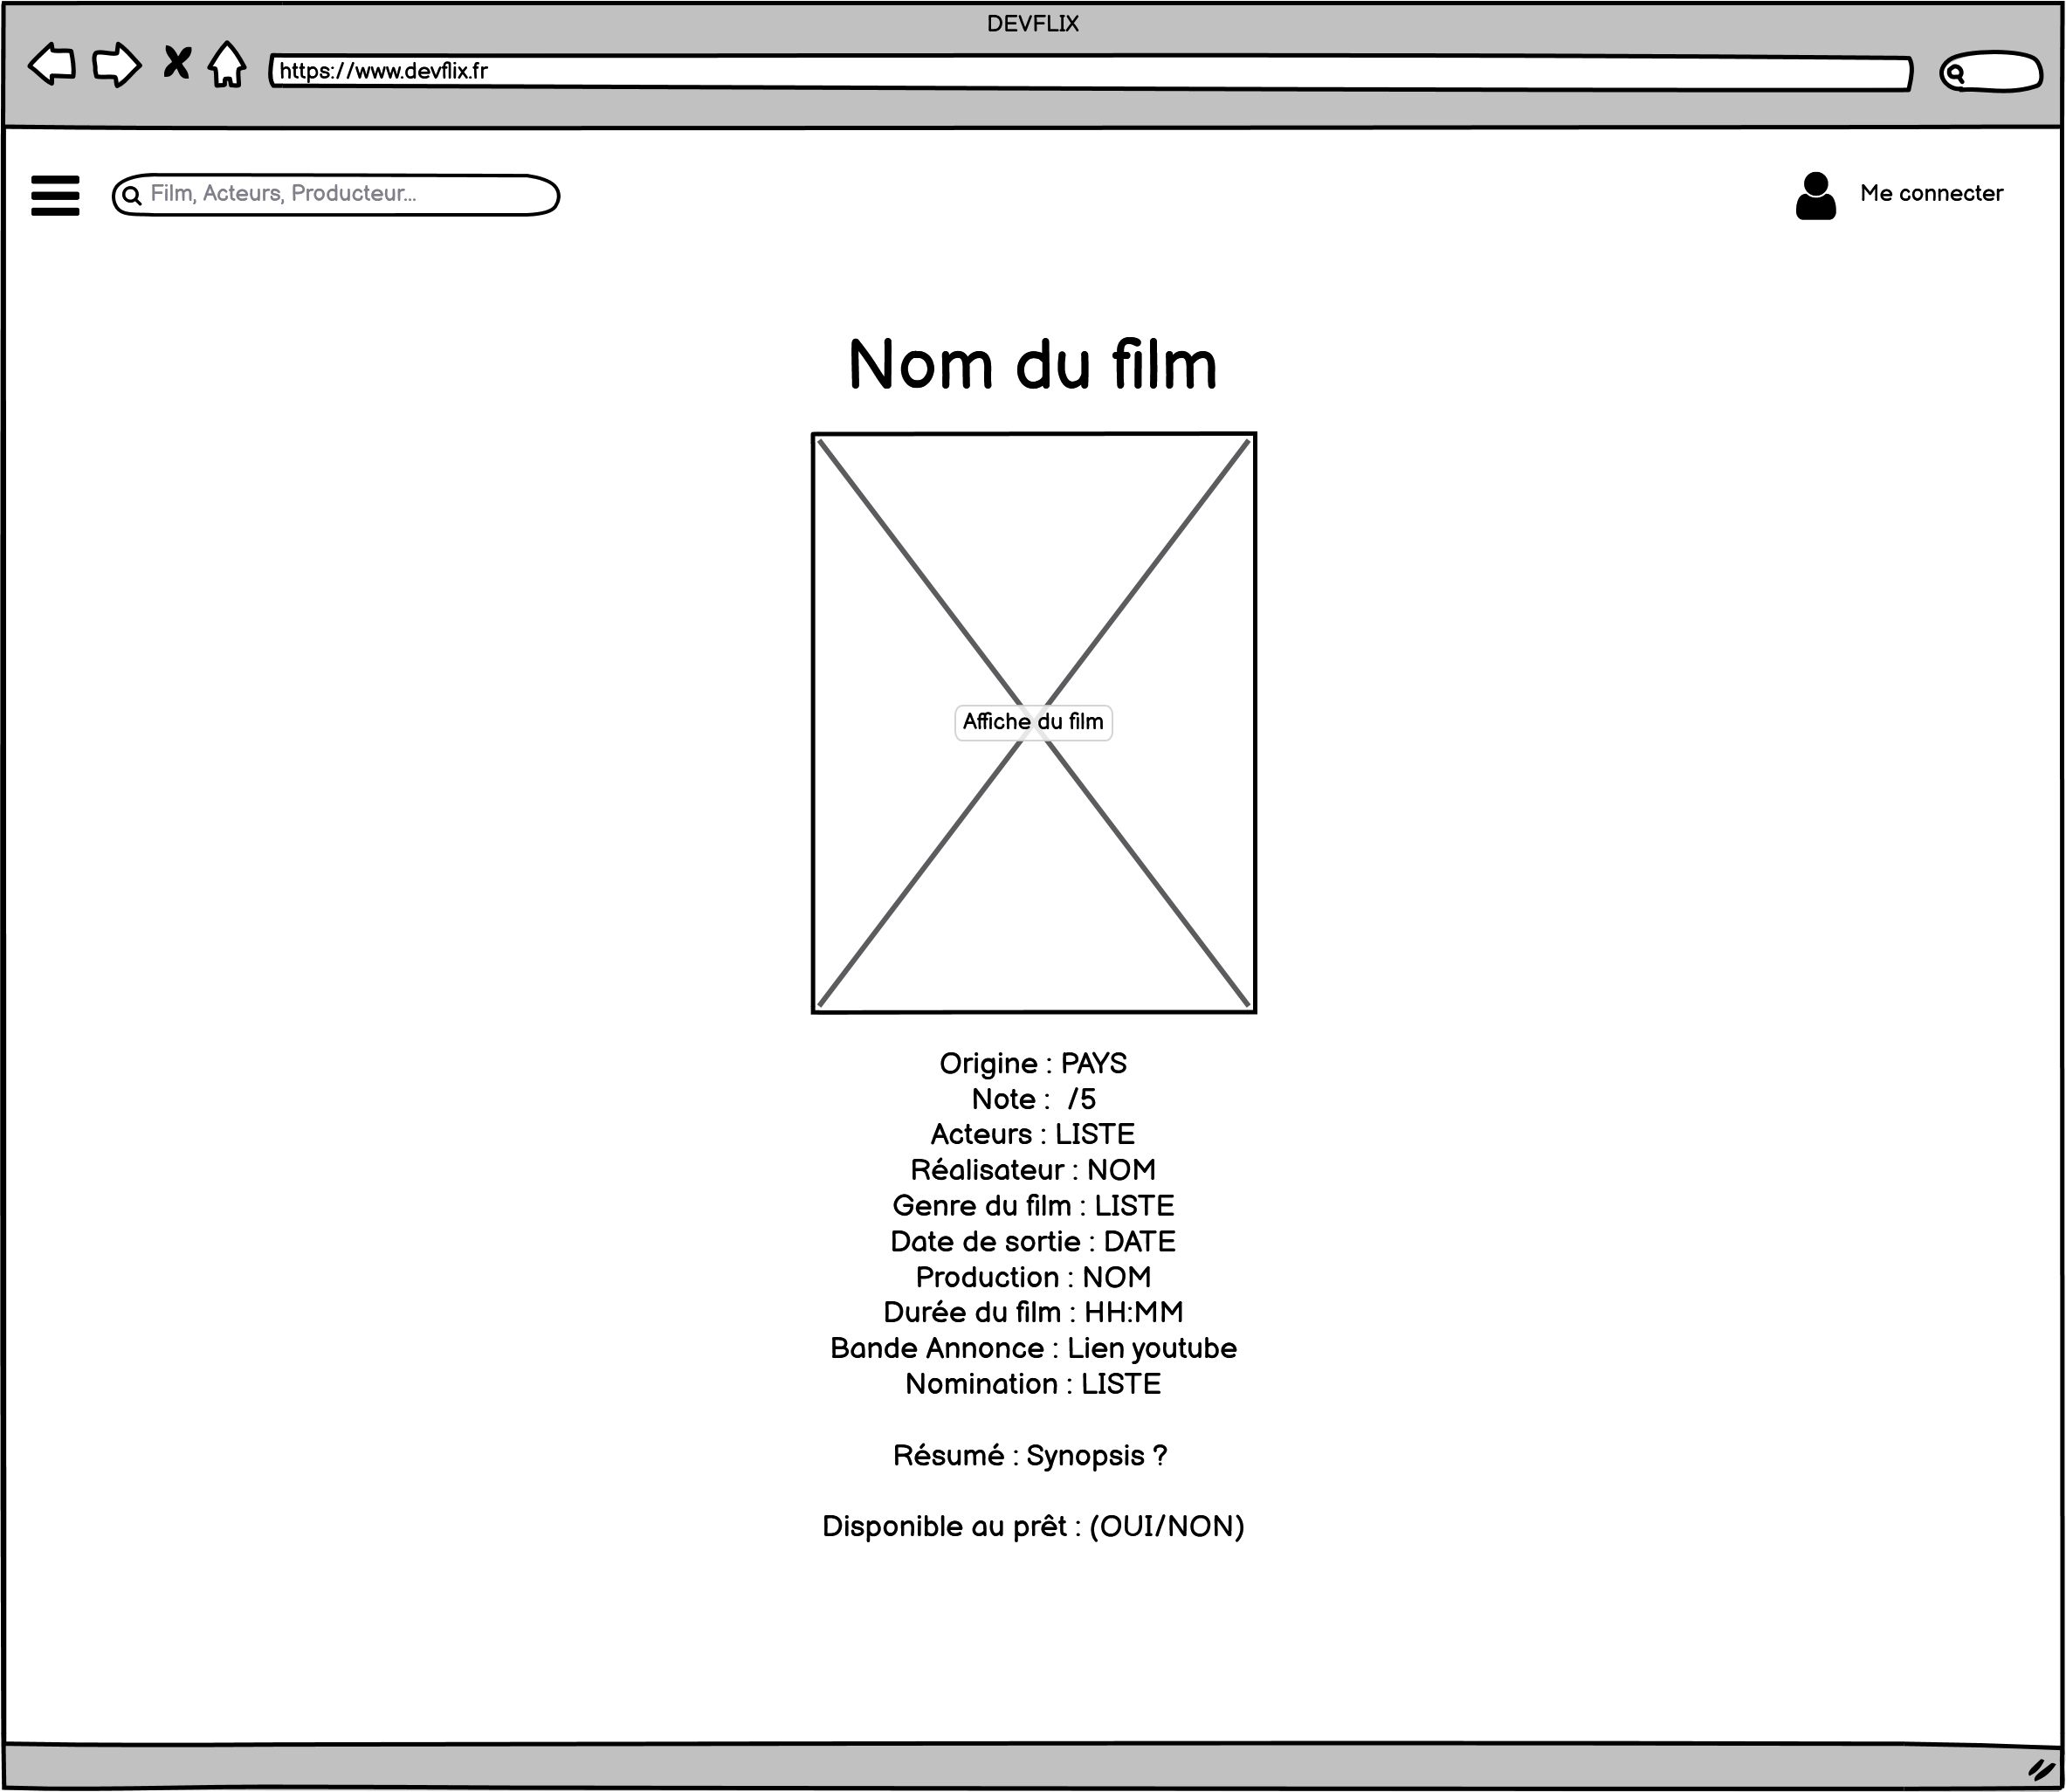 DEVFLIX
https://www.devflix.fr
Film, Acteurs, Producteur...
Me connecter
Nom du film
Affiche du film
Origine : PAYS
Note :  /5
Acteurs : LISTE
Réalisateur : NOM
Genre du film : LISTE
Date de sortie : DATE
Production : NOM
Durée du film : HH:MM
Bande Annonce : Lien youtube
Nomination : LISTE
Résumé : Synopsis ?
Disponible au prêt : (OUI/NON)